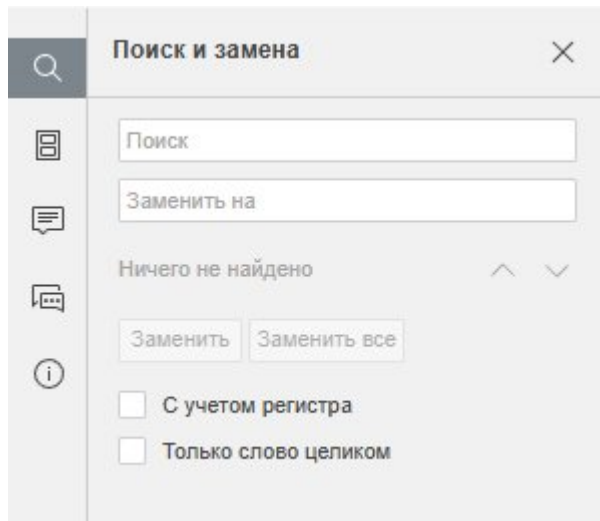 Поиск и замена
Поиск
Заменить на
Ничего не найдено
Заменить Заменить все
С учетом регистра
Только слово целиком